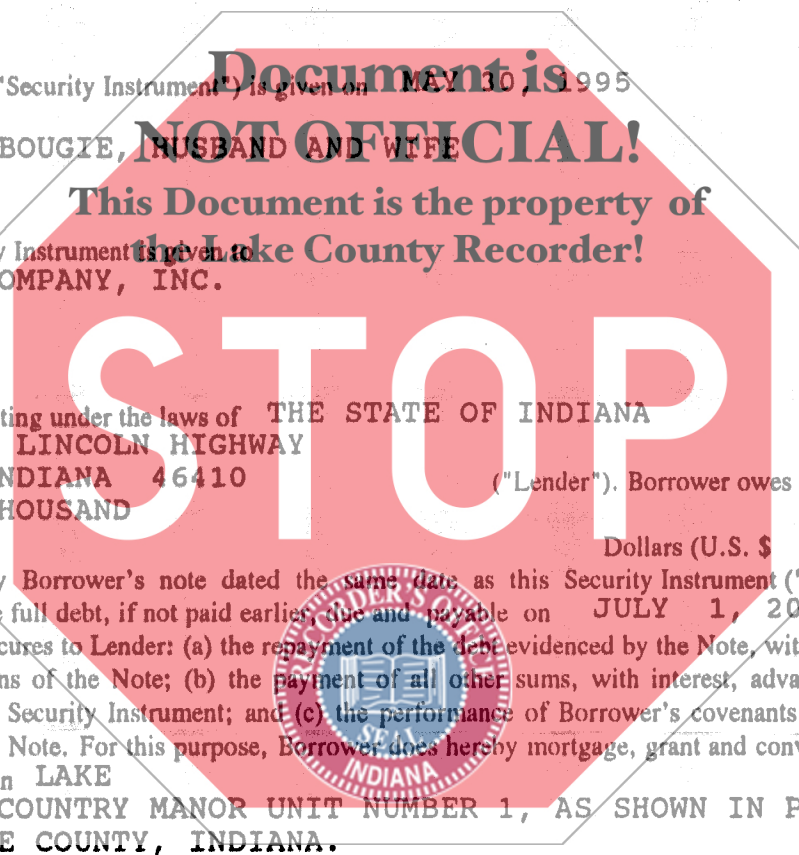 Document is
"Security Instrument") is given on MAY 30, 1995
NOT OFFICIAL!
BOUGIE, HUSBAND AND WIFE
This Document is the property of
the Lake County Recorder!
y Instrument is given to
OMPANY, INC.
STOP
ting under the laws of THE STATE OF INDIANA
LINCOLN HIGHWAY
NDIANA 46410 ("Lender"). Borrower owes
HOUSAND
Dollars (U.S. $
y Borrower's note dated the same date as this Security Instrument ("
e full debt, if not paid earlier, due and payable on JULY 1, 20
cures to Lender: (a) the repayment of the debt evidenced by the Note, wit
ns of the Note; (b) the payment of all other sums, with interest, adva
Security Instrument; and (c) the performance of Borrower's covenants
Note. For this purpose, Borrower does hereby mortgage, grant and conv
n LAKE
COUNTRY MANOR UNIT NUMBER 1, AS SHOWN IN P
E COUNTY, INDIANA.
RECORDER'S OFFICE
SEAL
INDIANA